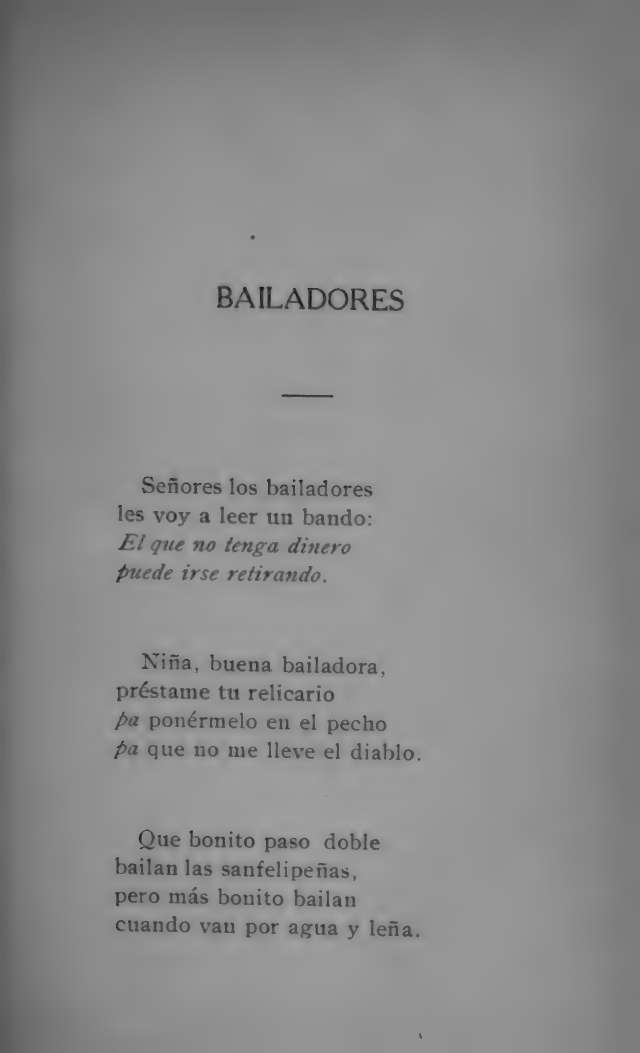 BAILADORES
Señores los bailadores
les voy a leer un bando:
El que no tenga dinero
puede irse retirando.
Niña, buena bailadora,
préstame tu relicario
pa ponérmelo en el pecho
pa que no me lleve el diablo.
Que bonito paso doble
bailan las sanfelipeñas,
pero más bonito bailan
cuando van por agua y leña.